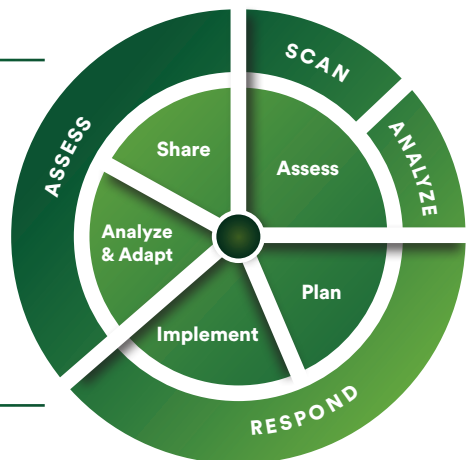 SCAN
ANALYZE
RESPOND
ASSESS
Assess
Plan
Implement
Analyze
& Adapt
Share